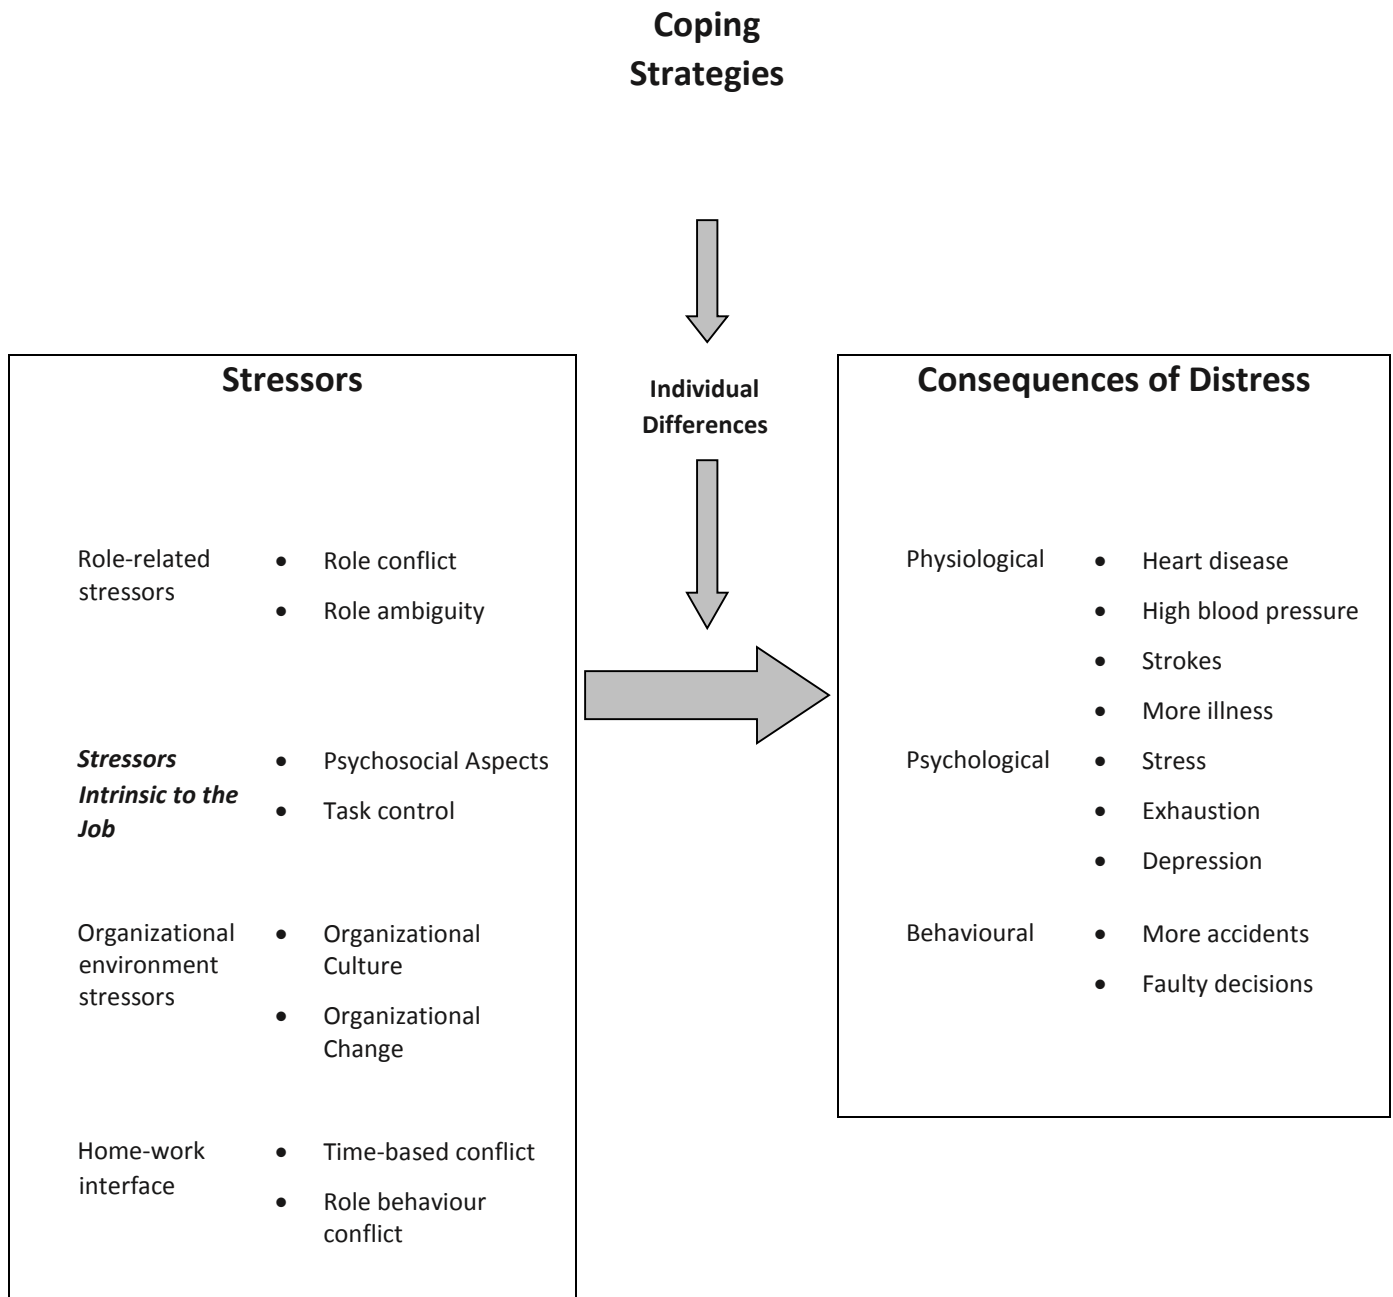 Coping
Strategies
Individual
Differences
Stressors
Role-related
stressors
• Role conflict
• Role ambiguity
Stressors
Intrinsic to the
Job
• Psychosocial Aspects
• Task control
Organizational
environment
stressors
• Organizational
Culture
• Organizational
Change
Home-work
interface
• Time-based conflict
• Role behaviour
conflict
Consequences of Distress
Physiological
• Heart disease
• High blood pressure
• Strokes
• More illness
Psychological
• Stress
• Exhaustion
• Depression
Behavioural
• More accidents
• Faulty decisions